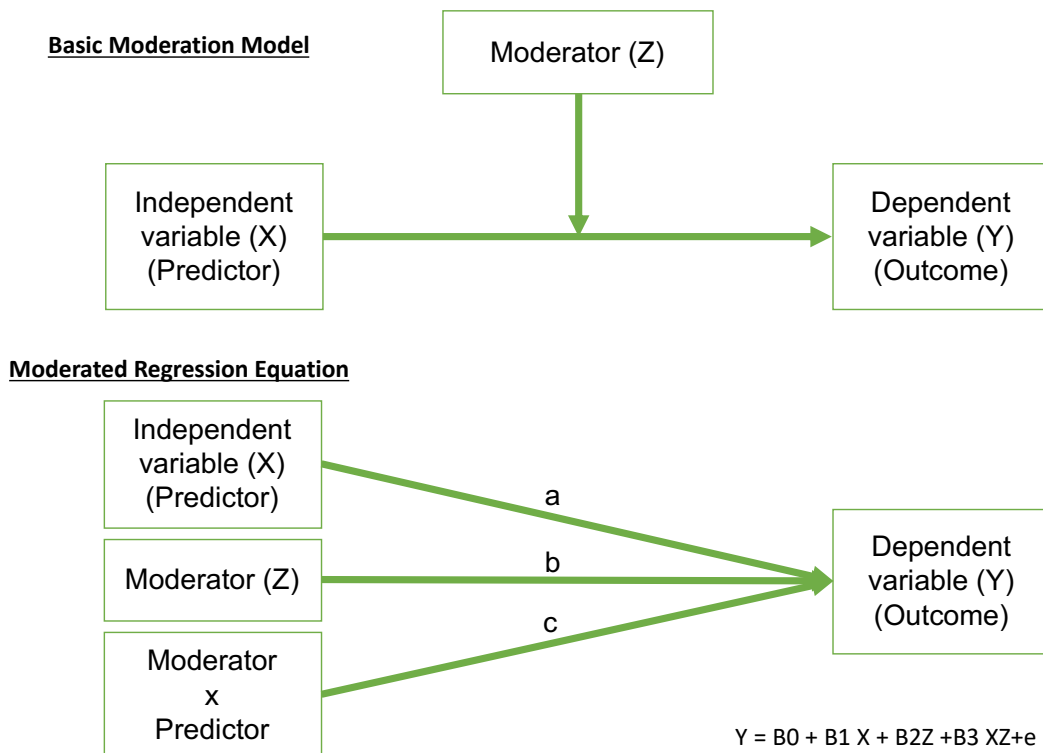 Basic Moderation Model
Moderator (Z)
Independent
variable (X)
(Predictor)
Dependent
variable (Y)
(Outcome)
Moderated Regression Equation
Independent
variable (X)
(Predictor)
a
Moderator (Z)
b
Dependent
variable (Y)
(Outcome)
c
Moderator
x
Predictor
Y = B0 + B1 X + B2Z +B3 XZ+e